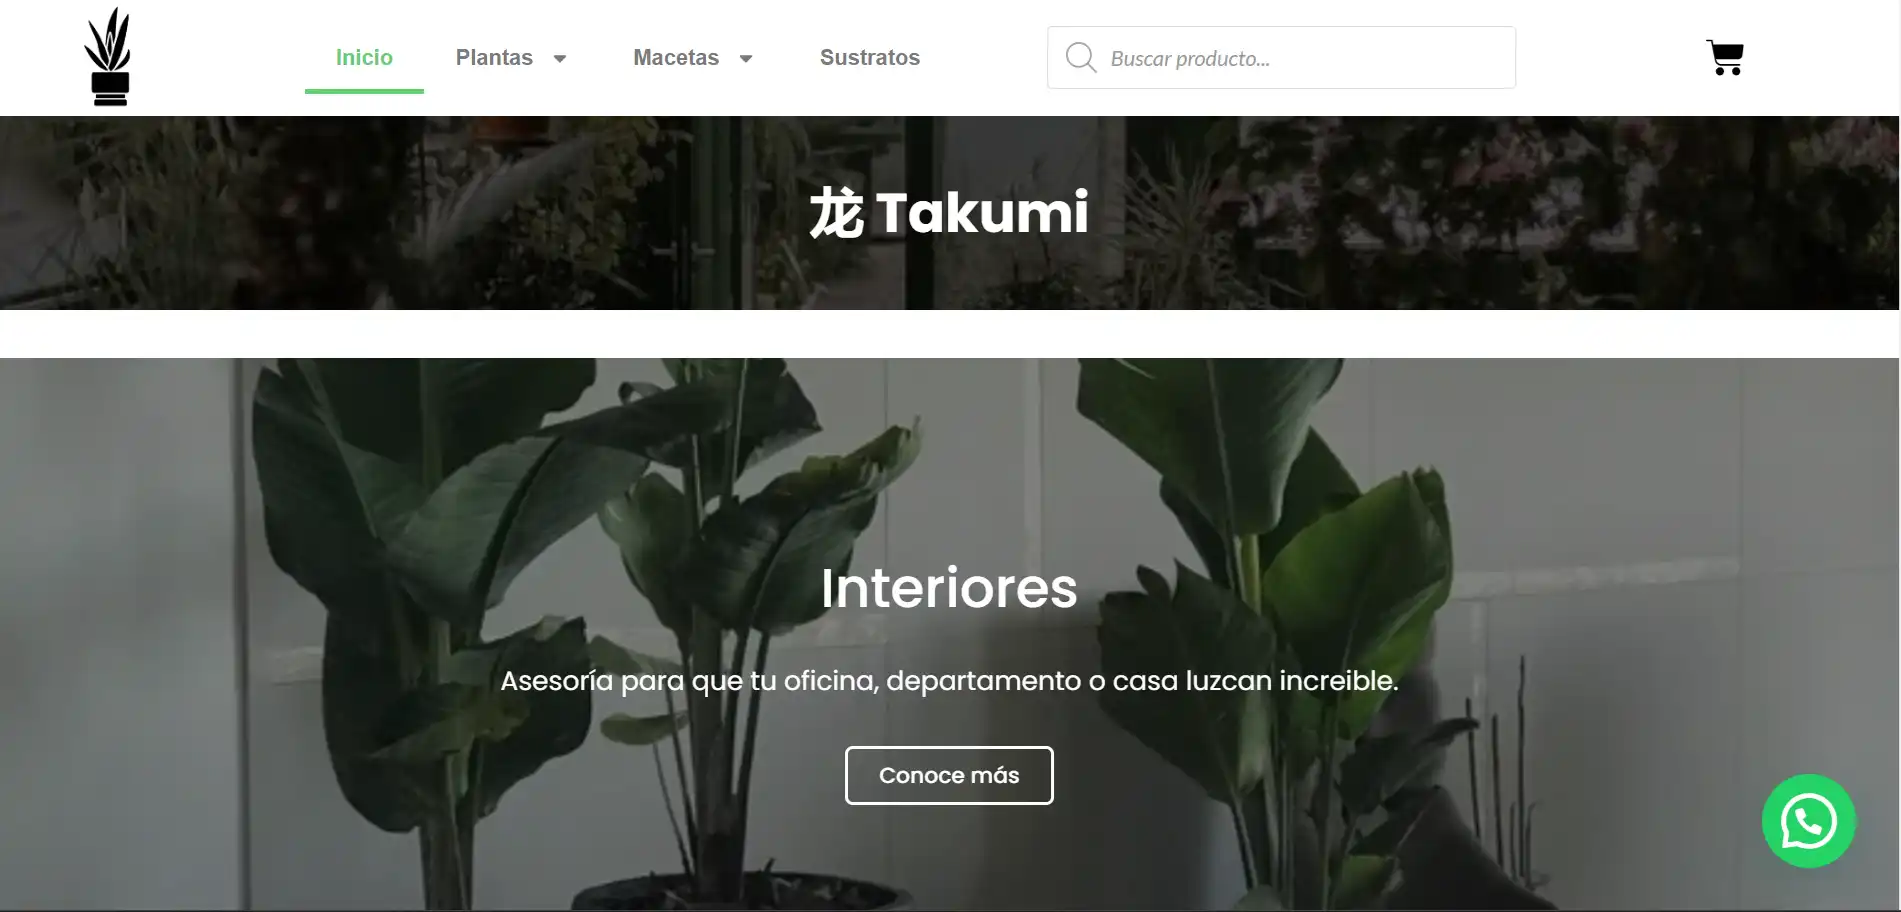 Inicio
Plantas
Macetas
Sustratos
Buscar producto...
龙 Takumi
Interiores
Asesoría para que tu oficina, departamento o casa luzcan increible.
Conoce más